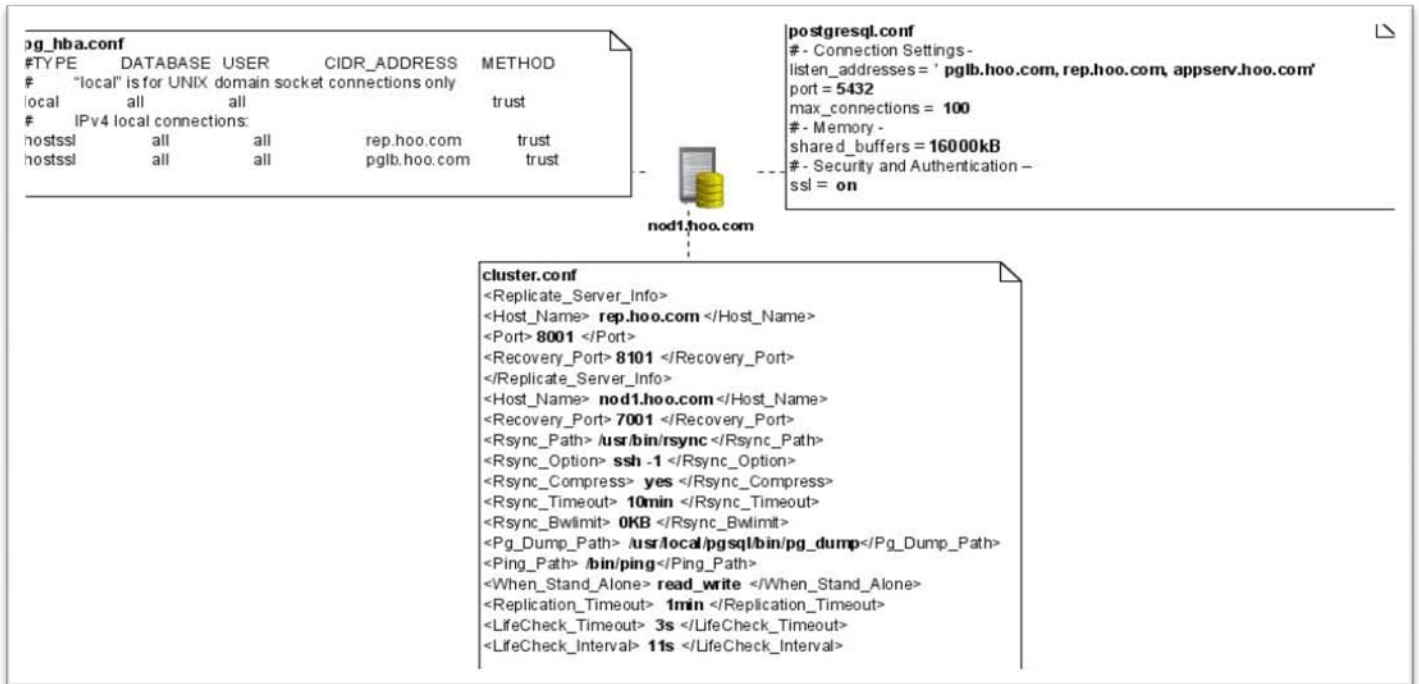 pg_hba.conf
#TYPE DATABASE USER CIDR_ADDRESS METHOD
# "local" is for UNIX domain socket connections only
local all all trust
# IPv4 local connections:
hostssl all all rep.hoo.com trust
hostssl all all pglb.hoo.com trust
postgresql.conf
# - Connection Settings -
listen_addresses = ' pglb.hoo.com, rep.hoo.com, appserv.hoo.com'
port = 5432
max_connections = 100
# - Memory -
shared_buffers = 16000kB
# - Security and Authentication –
ssl = on
nod1.hoo.com
cluster.conf
<Replicate_Server_Info>
<Host_Name> rep.hoo.com </Host_Name>
<Port> 8001 </Port>
<Recovery_Port> 8101 </Recovery_Port>
</Replicate_Server_Info>
<Host_Name> nod1.hoo.com </Host_Name>
<Recovery_Port> 7001 </Recovery_Port>
<Rsync_Path> /usr/bin/rsync </Rsync_Path>
<Rsync_Option> ssh -1 </Rsync_Option>
<Rsync_Compress> yes </Rsync_Compress>
<Rsync_Timeout> 10min </Rsync_Timeout>
<Rsync_Bwlimit> 0KB </Rsync_Bwlimit>
<Pg_Dump_Path> /usr/local/pgsql/bin/pg_dump</Pg_Dump_Path>
<Ping_Path> /bin/ping</Ping_Path>
<When_Stand_Alone> read_write </When_Stand_Alone>
<Replication_Timeout> 1min </Replication_Timeout>
<LifeCheck_Timeout> 3s </LifeCheck_Timeout>
<LifeCheck_Interval> 11s </LifeCheck_Interval>